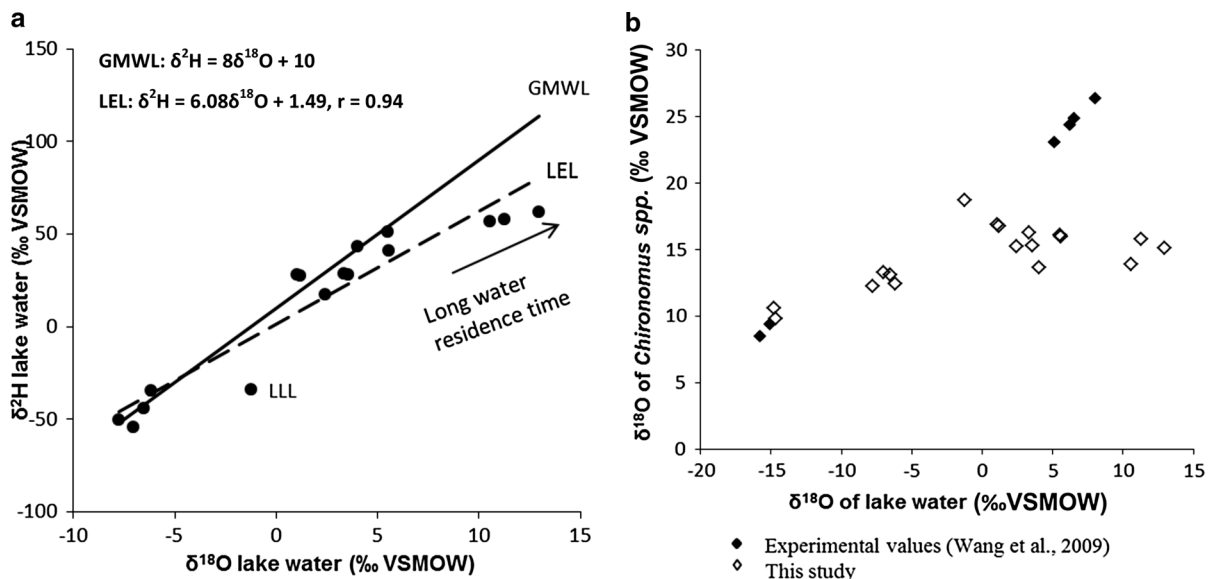 a
150
100
50
0
-50
-100
-10
-5
0
5
10
15
δ²H lake water (‰ VSMOW)
δ¹⁸O lake water (‰ VSMOW)
GMWL: δ²H = 8δ¹⁸O + 10
LEL: δ²H = 6.08δ¹⁸O + 1.49, r = 0.94
GMWL
LEL
Long water
residence time
LLL
b
30
25
20
15
10
5
0
-20
-15
-10
-5
0
5
10
15
δ¹⁸O of Chironomus spp. (‰ VSMOW)
δ¹⁸O of lake water (‰VSMOW)
Experimental values (Wang et al., 2009)
This study